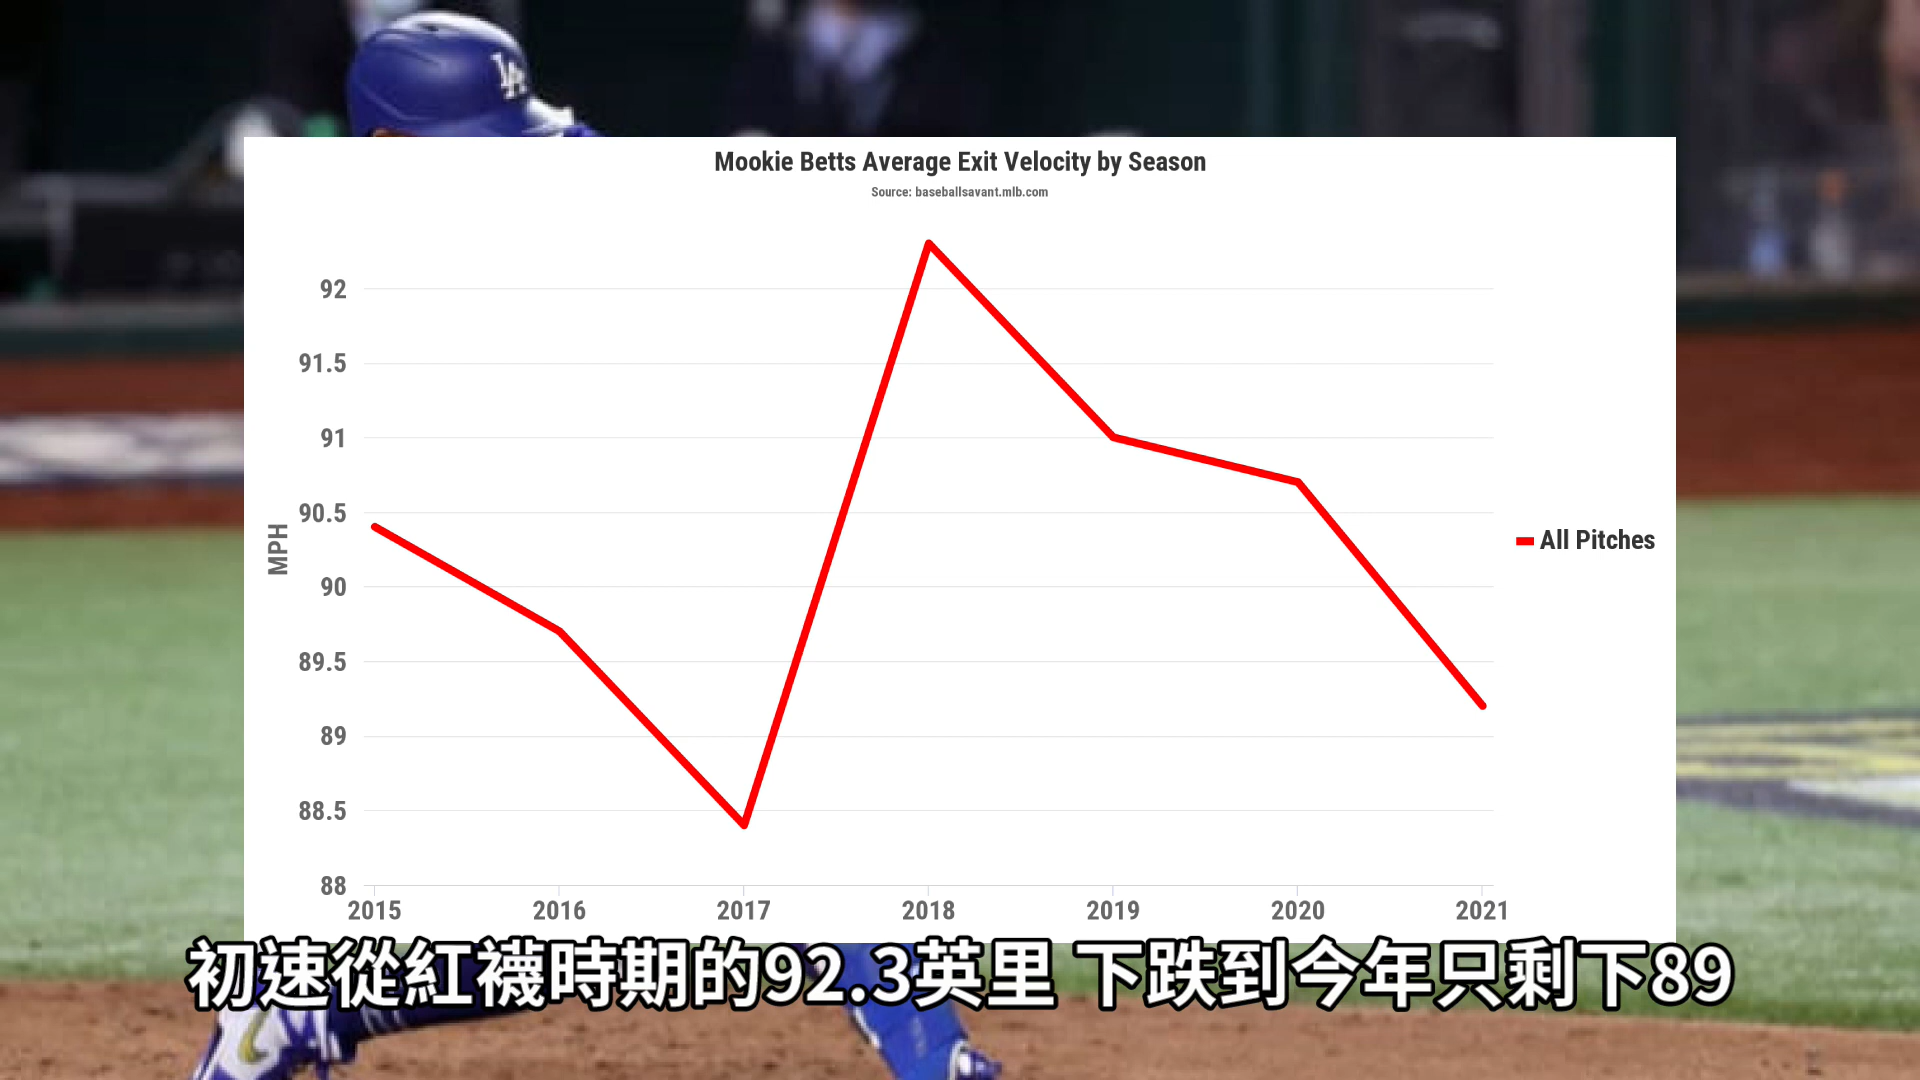 LA
Mookie Betts Average Exit Velocity by Season
Source: baseballsavant.mlb.com
92
91.5
91
90.5
90
89.5
89
88.5
88
MPH
2015 2016 2017 2018 2019 2020 2021
All Pitches
初速從紅襪時期的92.3英里 下跌到今年只剩下89